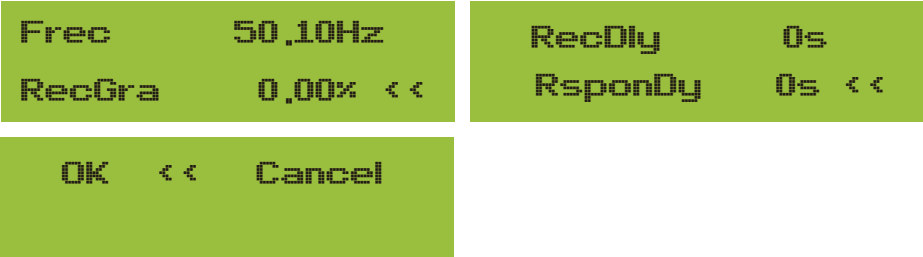 Frec 50.10Hz
RecGra 0.00% <<
RecDly 0s
RsponDy 0s <<
OK << Cancel